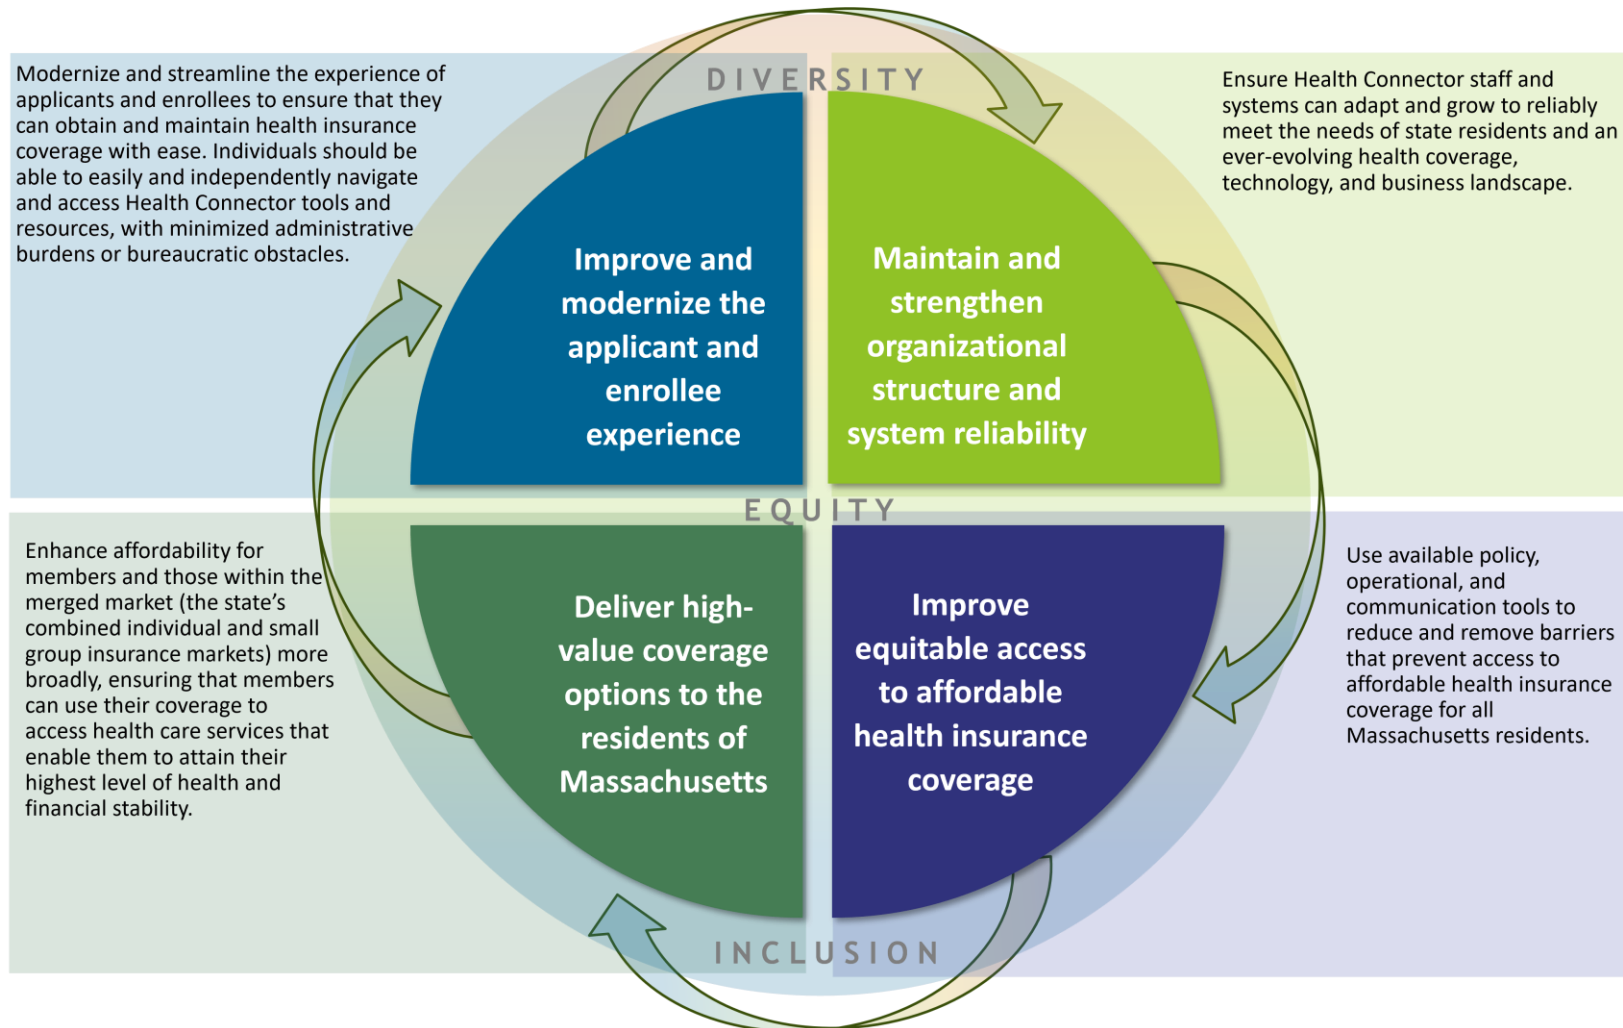 DIVERSITY
Modernize and streamline the experience of
applicants and enrollees to ensure that they
can obtain and maintain health insurance
coverage with ease. Individuals should be
able to easily and independently navigate
and access Health Connector tools and
resources, with minimized administrative
burdens or bureaucratic obstacles.
Improve and
modernize the
applicant and
enrollee
experience
Maintain and
strengthen
organizational
structure and
system reliability
Ensure Health Connector staff and
systems can adapt and grow to reliably
meet the needs of state residents and an
ever-evolving health coverage,
technology, and business landscape.
EQUITY
Enhance affordability for
members and those within the
merged market (the state’s
combined individual and small
group insurance markets) more
broadly, ensuring that members
can use their coverage to
access health care services that
enable them to attain their
highest level of health and
financial stability.
Deliver high-
value coverage
options to the
residents of
Massachusetts
Improve
equitable access
to affordable
health insurance
coverage
Use available policy,
operational, and
communication tools to
reduce and remove barriers
that prevent access to
affordable health insurance
coverage for all
Massachusetts residents.
INCLUSION